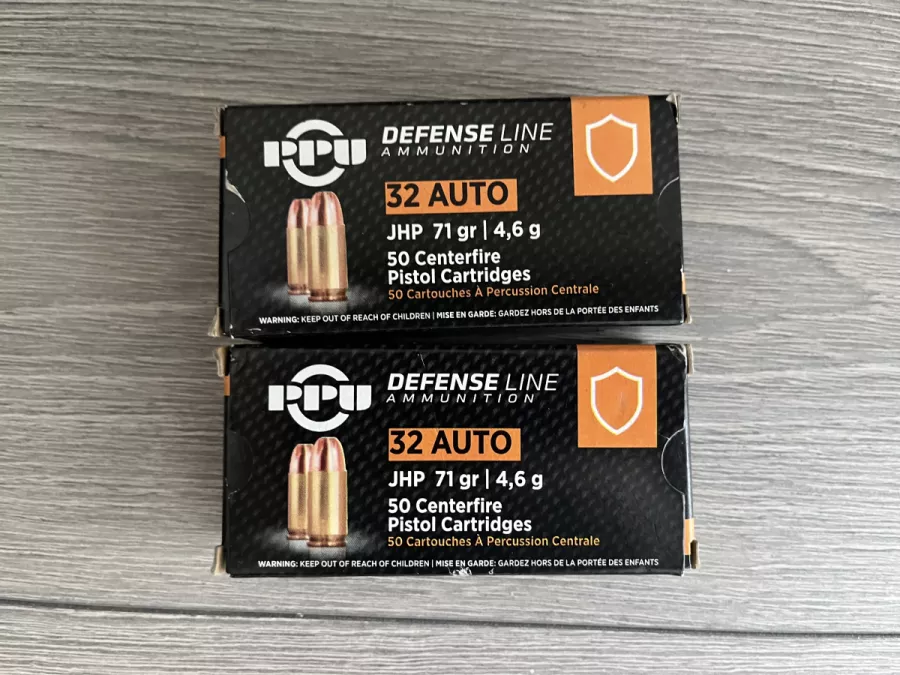 PPU
DEFENSE LINE
AMMUNITION
32 AUTO
JHP 71 gr | 4,6 g
50 Centerfire
Pistol Cartridges
50 Cartouches À Percussion Centrale
WARNING: KEEP OUT OF REACH OF CHILDREN | MISE EN GARDE: GARDEZ HORS DE LA PORTÉE DES ENFANTS
PPU
DEFENSE LINE
AMMUNITION
32 AUTO
JHP 71 gr | 4,6 g
50 Centerfire
Pistol Cartridges
50 Cartouches À Percussion Centrale
WARNING: KEEP OUT OF REACH OF CHILDREN | MISE EN GARDE: GARDEZ HORS DE LA PORTÉE DES ENFANTS